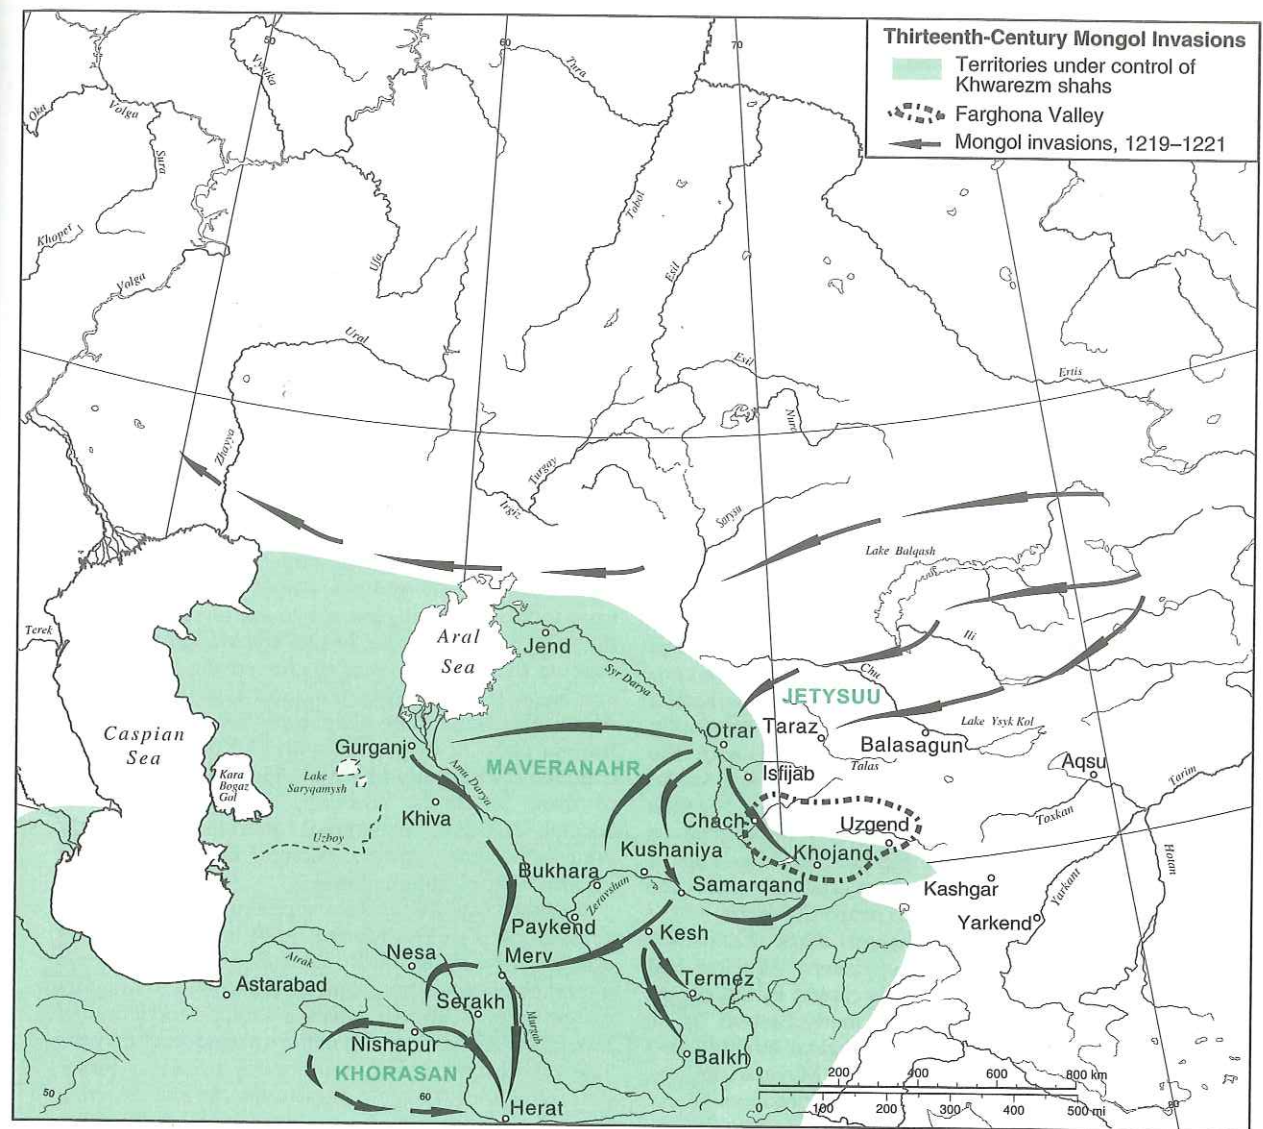 Thirteenth-Century Mongol Invasions
Territories under control of
Khwarezm shahs
Farghona Valley
Mongol invasions, 1219–1221
50
60
70
Vyatka
Tura
Oka
Volga
Sura
Tobol
Khoper
Ufa
Esil
Volga
Ural
Esil
Ertis
Nura
Zhayya
Turgay
Irgiz
Sarysu
Lake Balqash
Terek
Aral
Sea
Jend
Syr Darya
Ili
Chu
JETYSUU
Caspian
Sea
Otrar
Taraz
Lake Ysyk Kol
Balasagun
Gurganj
MAVERANAHR
Kara
Bogaz
Gol
Lake
Saryqamysh
Amu Darya
Isfijab
Talas
Aqsu
Tarim
Khiva
Chach
Uzgend
Toxkan
Uzboy
Kushaniya
Khojand
Hotan
Bukhara
Samarqand
Kashgar
Yarkant
Zeravshan
Paykend
Kesh
Yarkend
Nesa
Merv
Atrak
Astarabad
Termez
Serakh
Murgab
Nishapur
Balkh
KHORASAN
50
60
Herat
0 200 400 600 800 km
0 100 200 300 400 500 mi
80